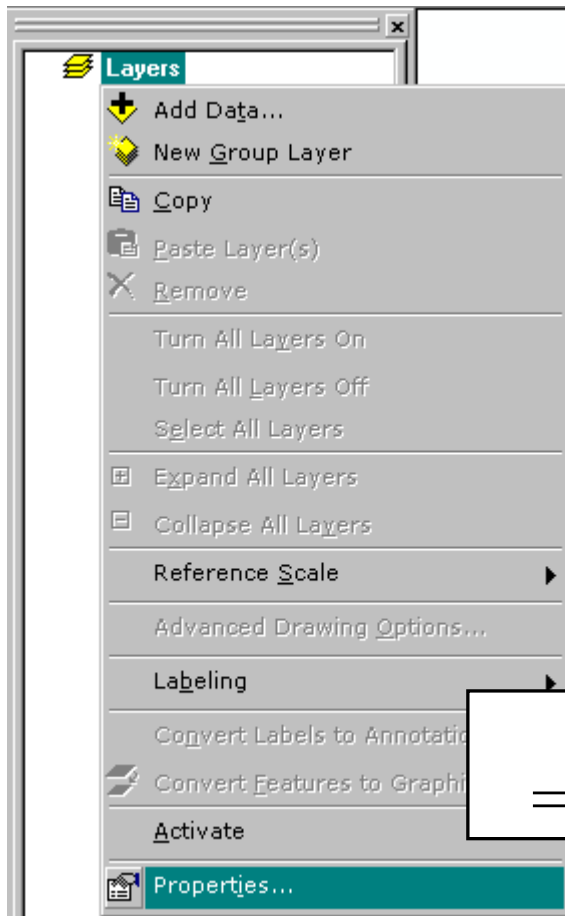 Layers
Add Data...
New Group Layer
Copy
Paste Layer(s)
Remove
Turn All Layers On
Turn All Layers Off
Select All Layers
Expand All Layers
Collapse All Layers
Reference Scale
Advanced Drawing Options...
Labeling
Convert Labels to
Convert Features to
Activate
Properties...